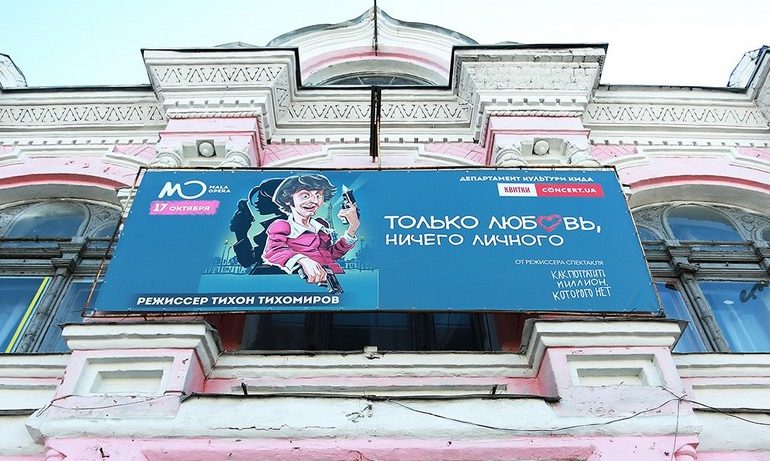 MALA
OPERA
17 ОКТЯБРЯ
РЕЖИССЕР ТИХОН ТИХОМИРОВ
ДЕПАРТАМЕНТ КУЛЬТУРИ КМДА
КВИТКИ CONCERT.UA
ТОЛЬКО ЛЮБОВЬ,
НИЧЕГО ЛИЧНОГО
ОТ РЕЖИССЕРА СПЕКТАКЛЯ
КАК ПОТРАТИТЬ
МИЛЛИОН,
КОТОРОГО НЕТ